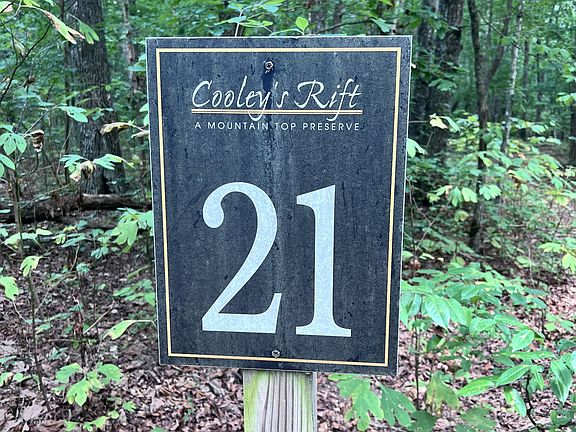 Cooley's Rift
A MOUNTAIN TOP PRESERVE
21